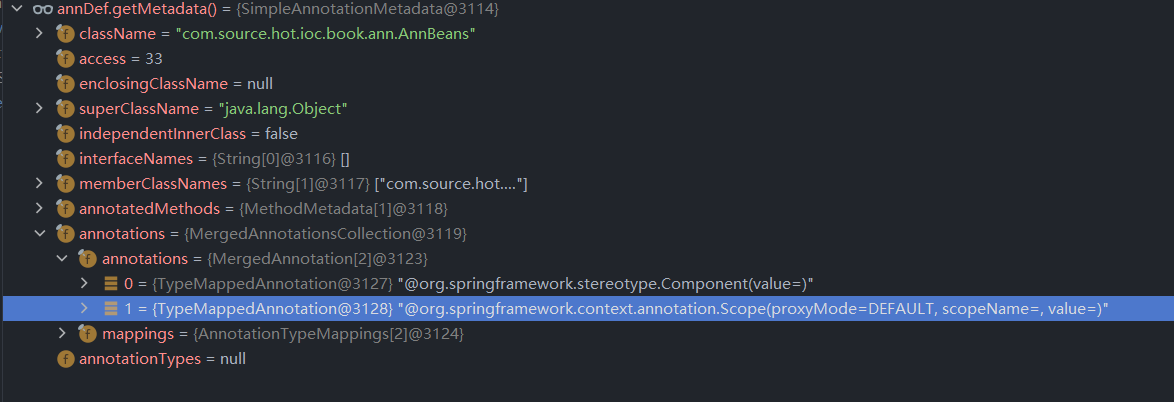 annDef.getMetadata() = {SimpleAnnotationMetadata@3114}
className = "com.source.hot.ioc.book.ann.AnnBeans"
access = 33
enclosingClassName = null
superClassName = "java.lang.Object"
independentInnerClass = false
interfaceNames = {String[0]@3116} []
memberClassNames = {String[1]@3117} ["com.source.hot...."]
annotatedMethods = {MethodMetadata[1]@3118}
annotations = {MergedAnnotationsCollection@3119}
annotations = {MergedAnnotation[2]@3123}
0 = {TypeMappedAnnotation@3127} "@org.springframework.stereotype.Component(value=)"
1 = {TypeMappedAnnotation@3128} "@org.springframework.context.annotation.Scope(proxyMode=DEFAULT, scopeName=, value=)"
mappings = {AnnotationTypeMappings[2]@3124}
annotationTypes = null